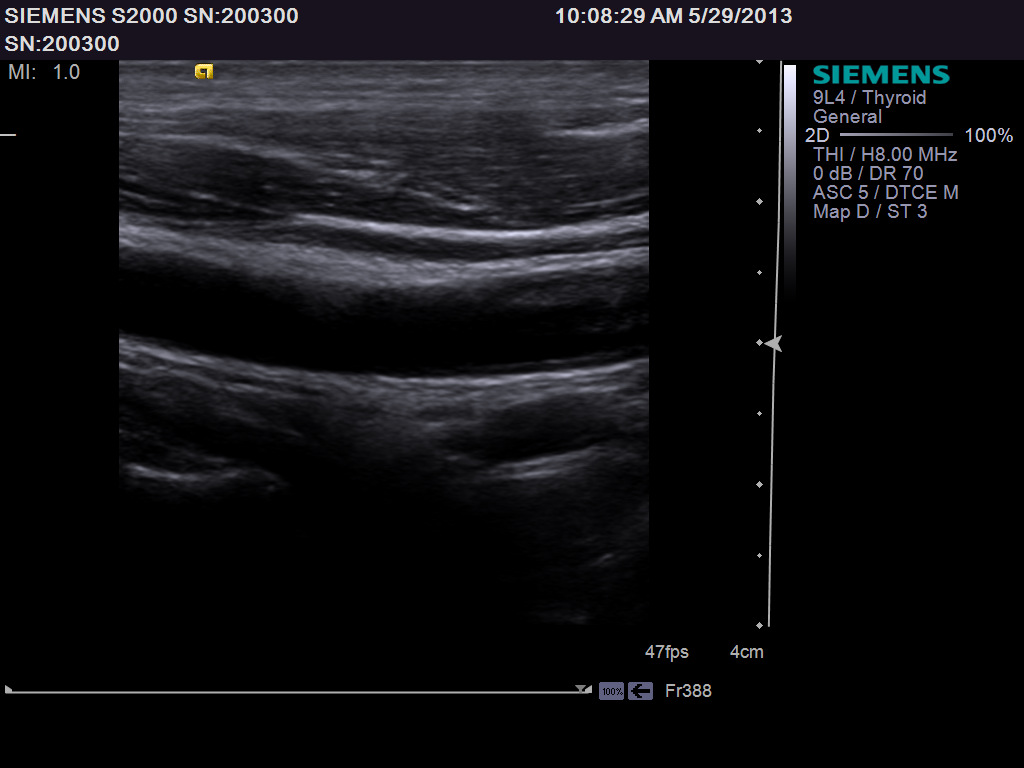 SIEMENS S2000 SN:200300
10:08:29 AM 5/29/2013
SN:200300
MI: 1.0
SIEMENS
9L4 / Thyroid
General
2D 100%
THI / H8.00 MHz
0 dB / DR 70
ASC 5 / DTCE M
Map D / ST 3
47fps 4cm
100% Fr388